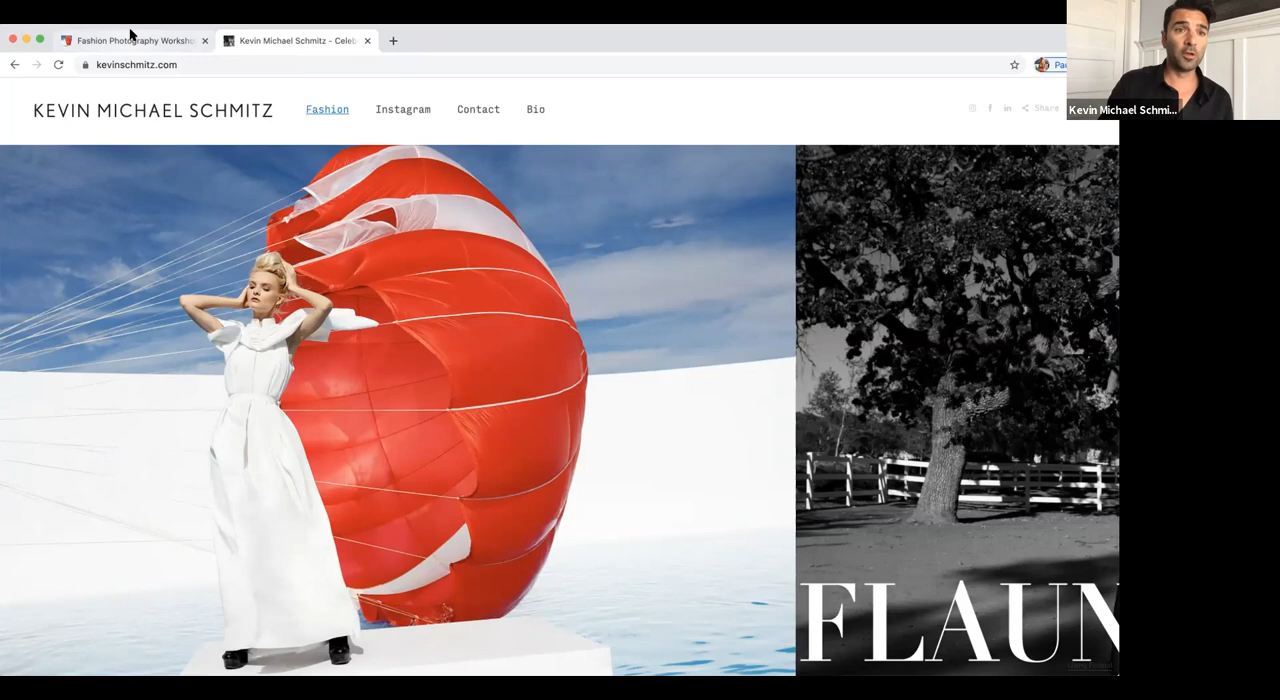 Fashion Photography Worksho
Kevin Michael Schmitz - Celeb
kevinschmitz.com
Pau
KEVIN MICHAEL SCHMITZ
Fashion
Instagram
Contact
Bio
Share
Kevin Michael Schmi...
FLAUN